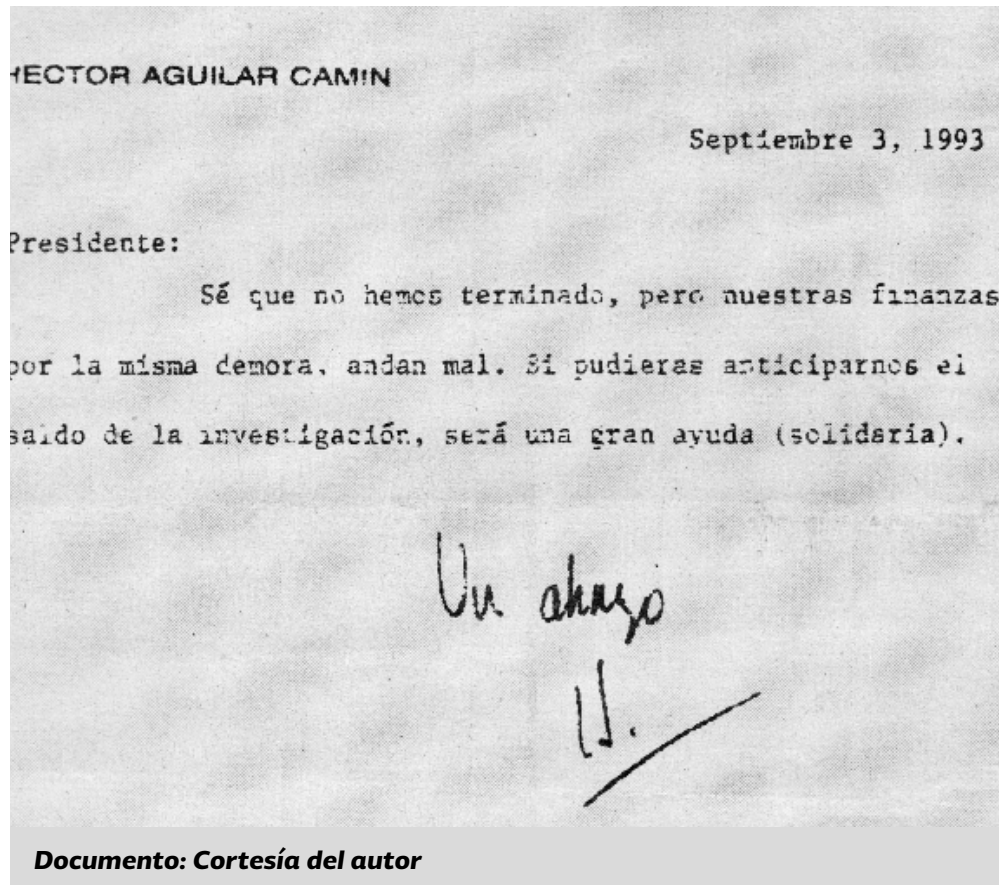 HECTOR AGUILAR CAMIN
Septiembre 3, 1993
Presidente:
Sé que no hemos terminado, pero nuestras finanzas
por la misma demora, andan mal. Si pudieras anticiparnos el
saldo de la investigación, será una gran ayuda (solidaria).
Un abrazo
H.
Documento: Cortesía del autor